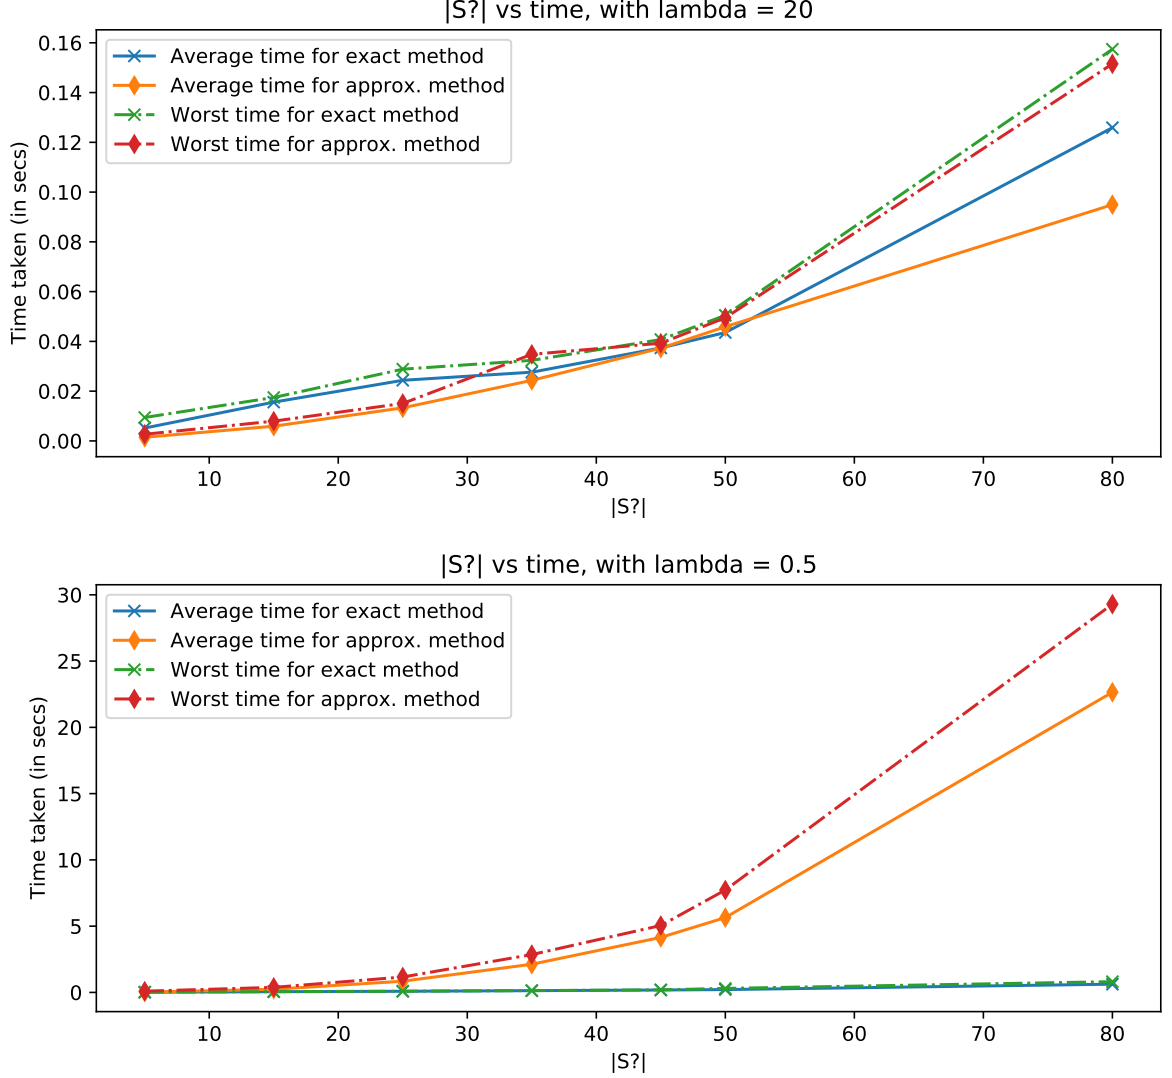 |S?| vs time, with lambda = 20
Average time for exact method
Average time for approx. method
Worst time for exact method
Worst time for approx. method
Time taken (in secs)
0.16
0.14
0.12
0.10
0.08
0.06
0.04
0.02
0.00
10 20 30 40 50 60 70 80
|S?|
|S?| vs time, with lambda = 0.5
Average time for exact method
Average time for approx. method
Worst time for exact method
Worst time for approx. method
Time taken (in secs)
30
25
20
15
10
5
0
10 20 30 40 50 60 70 80
|S?|